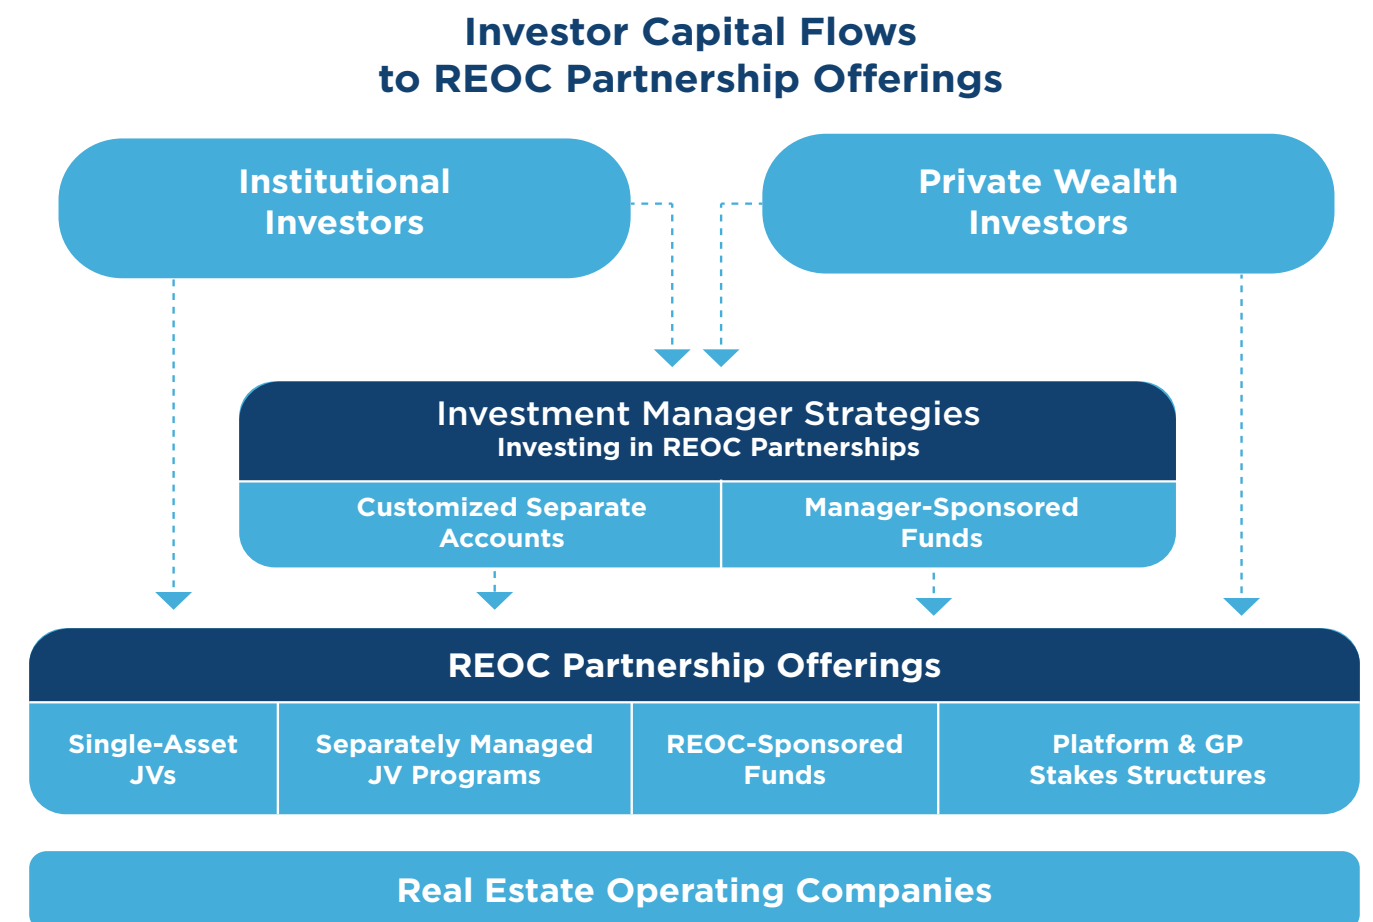 Investor Capital Flows
to REOC Partnership Offerings
Institutional
Investors
Private Wealth
Investors
Investment Manager Strategies
Investing in REOC Partnerships
Customized Separate
Accounts
Manager-Sponsored
Funds
REOC Partnership Offerings
Single-Asset
JVs
Separately Managed
JV Programs
REOC-Sponsored
Funds
Platform & GP
Stakes Structures
Real Estate Operating Companies